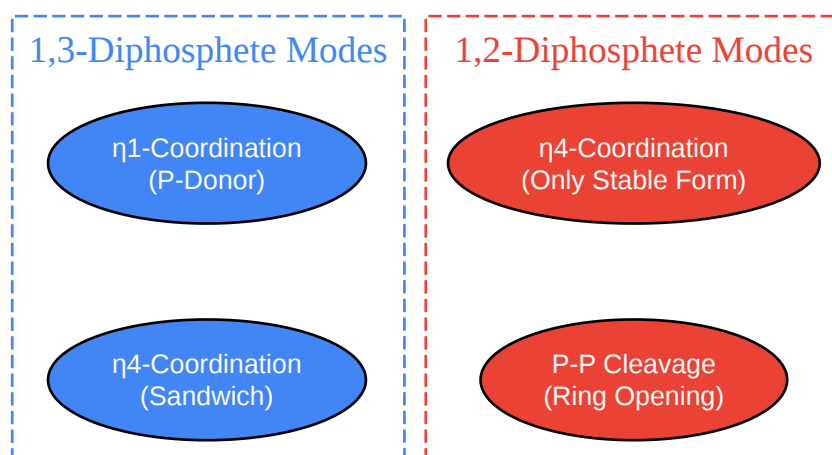 1,3-Diphosphete Modes
η1-Coordination
(P-Donor)
η4-Coordination
(Sandwich)
1,2-Diphosphete Modes
η4-Coordination
(Only Stable Form)
P-P Cleavage
(Ring Opening)